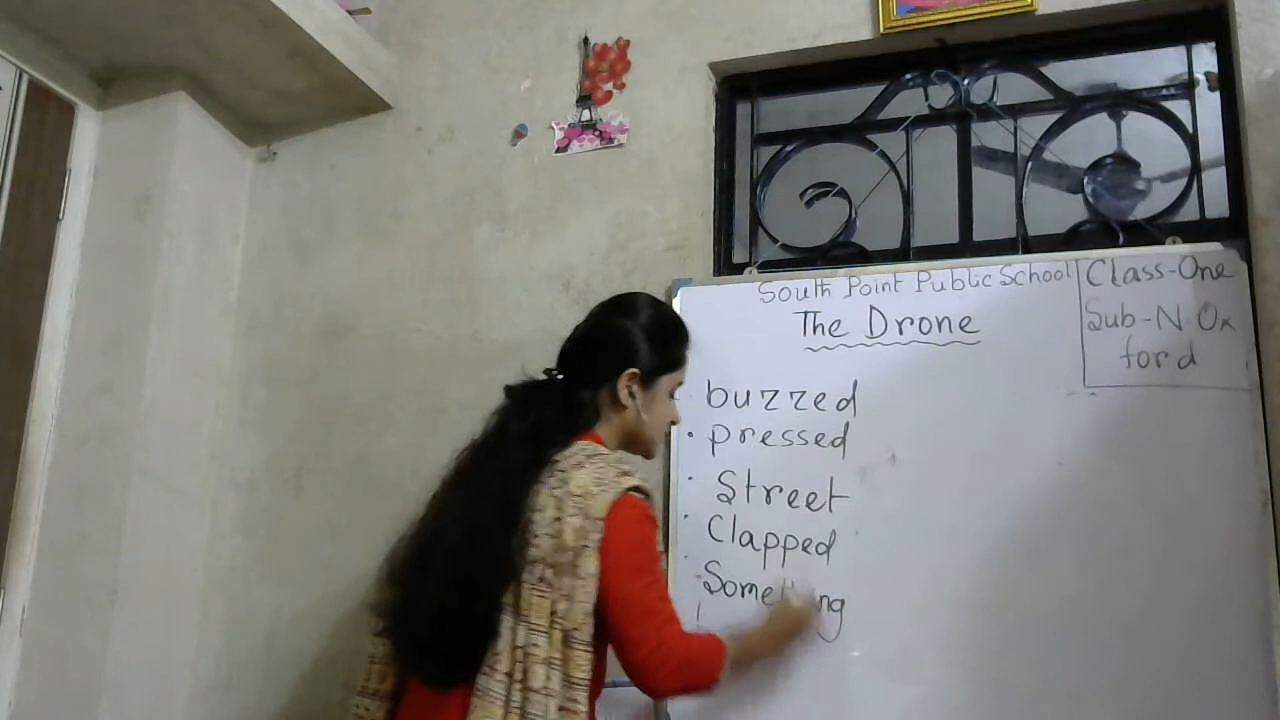 South Point Public School
Class-One
Sub-N Ox
ford
The Drone
buzzed
pressed
Street
Clapped
Something